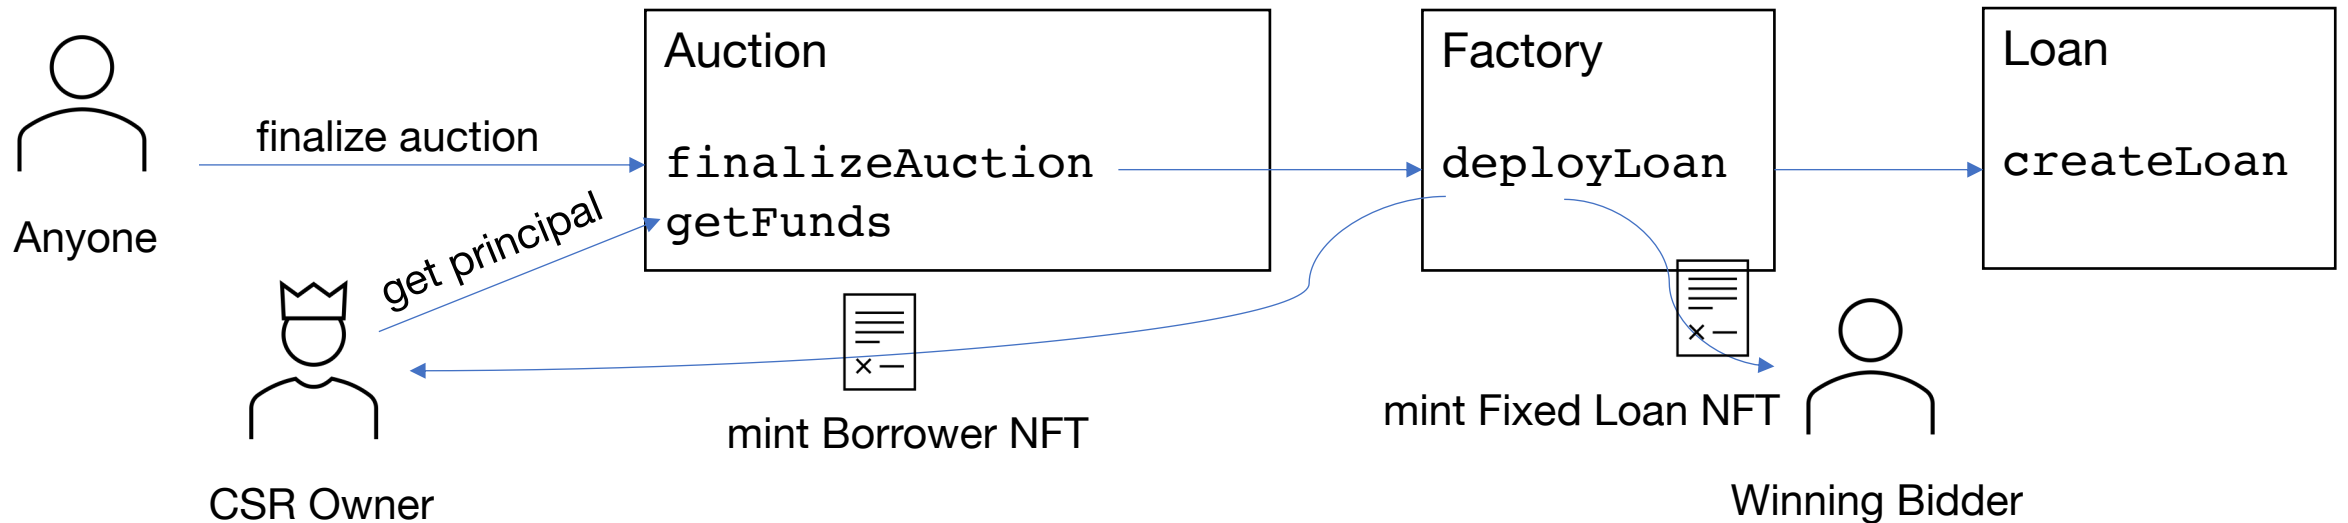 Auction
Factory
Loan
finalize auction
finalizeAuction
deployLoan
createLoan
Anyone
get principal
getFunds
mint Borrower NFT
mint Fixed Loan NFT
CSR Owner
Winning Bidder